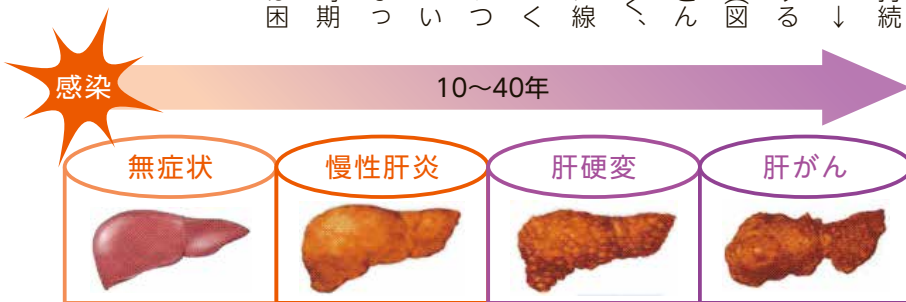 続
↓
る
図
ん
く、
線
く
つ
い
つ
期
困
感染
10～40年
無症状
慢性肝炎
肝硬変
肝がん